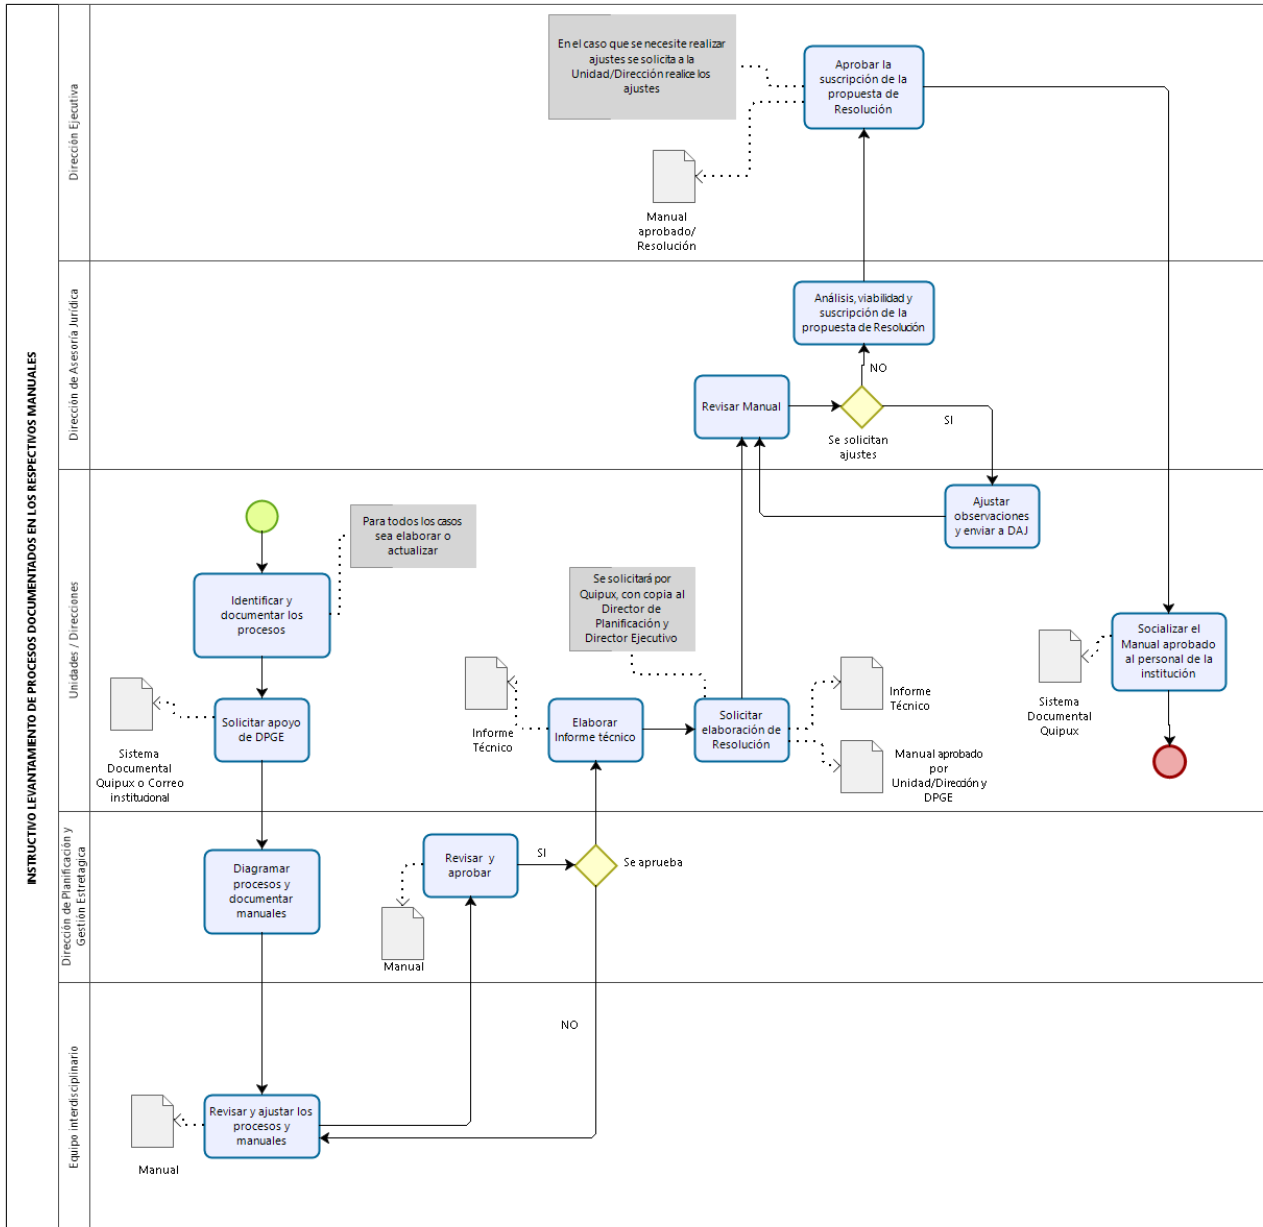 INSTRUCTIVO LEVANTAMIENTO DE PROCESOS DOCUMENTADOS EN LOS RESPECTIVOS MANUALES
Dirección Ejecutiva
En el caso que se necesite realizar
ajustes se solicita a la
Unidad/Dirección realice los
ajustes
Aprobar la
suscripción de la
propuesta de
Resolución
Manual
aprobado/
Resolución
Dirección de Asesoría Jurídica
Análisis, viabilidad y
suscripción de la
propuesta de Resolución
NO
Revisar Manual
SI
Se solicitan
ajustes
Unidades / Direcciones
Ajustar
observaciones
y enviar a DAJ
Para todos los casos
sea elaborar o
actualizar
Identificar y
documentar los
procesos
Se solicitará por
Quipux, con copia al
Director de
Planificación y
Director Ejecutivo
Socializar el
Manual aprobado
al personal de la
institución
Sistema
Documental
Quipux
Solicitar apoyo
de DPGE
Sistema
Documental
Quipux o Correo
institucional
Informe
Técnico
Elaborar
Informe técnico
Solicitar
elaboración de
Resolución
Informe
Técnico
Manual aprobado
por
Unidad/Dirección y
DPGE
Dirección de Planificación y
Gestión Estretagica
Diagramar
procesos y
documentar
manuales
Revisar y
aprobar
SI
Se aprueba
Manual
Equipo interdisciplinario
NO
Revisar y ajustar los
procesos y
manuales
Manual